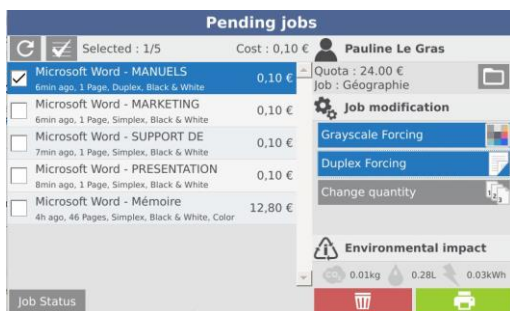 Pending jobs
Selected : 1/5
Cost : 0,10 €
Pauline Le Gras
Microsoft Word - MANUELS
6min ago, 1 Page, Duplex, Black & White
0,10 €
Microsoft Word - MARKETING
6min ago, 1 Page, Simplex, Black & White
0,10 €
Microsoft Word - SUPPORT DE
7min ago, 1 Page, Simplex, Black & White
0,10 €
Microsoft Word - PRESENTATION
8min ago, 1 Page, Simplex, Black & White
0,10 €
Microsoft Word - Mémoire
4h ago, 46 Pages, Simplex, Black & White, Color
12,80 €
Job Status
Quota : 24.00 €
Job : Géographie
Job modification
Grayscale Forcing
Duplex Forcing
Change quantity
1 2 3
Environmental impact
CO2
0.01kg
0.28L
0.03kWh